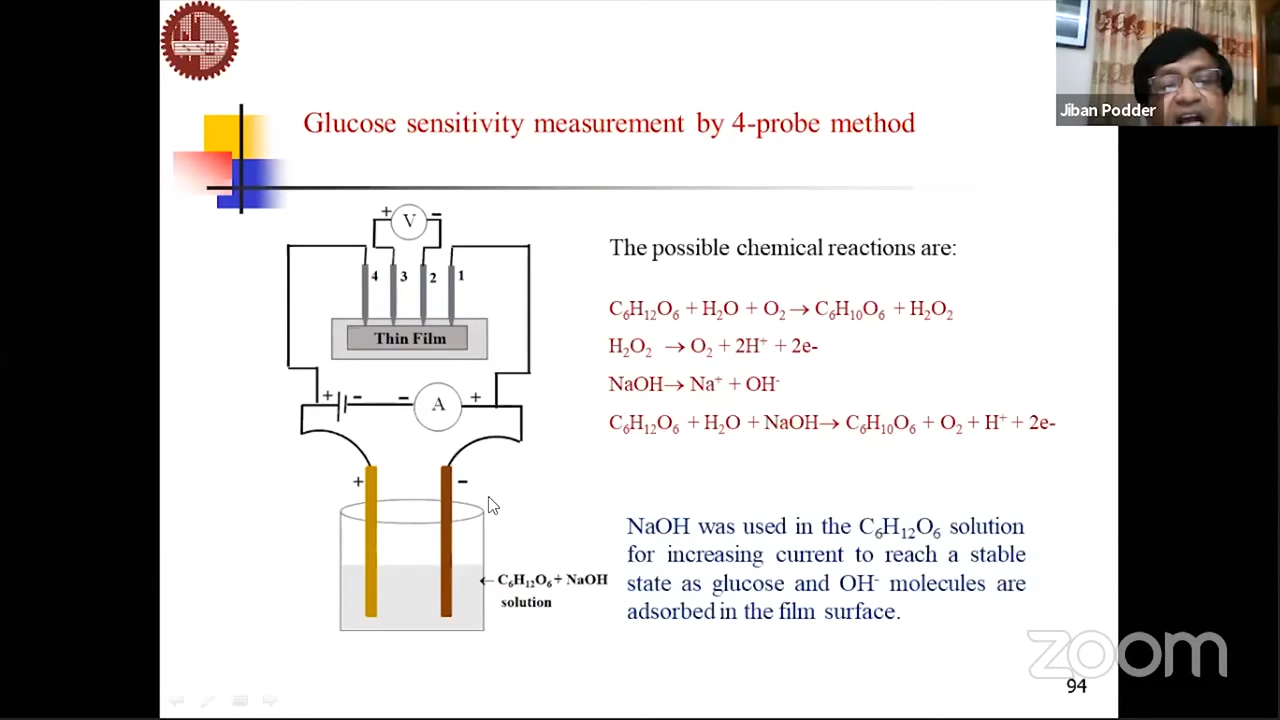 Jiban Podder
Glucose sensitivity measurement by 4-probe method
+ V −
4 3 2 1
Thin Film
+ − − A +
+ −
← C₆H₁₂O₆ + NaOH
solution
The possible chemical reactions are:
C₆H₁₂O₆ + H₂O + O₂ → C₆H₁₀O₆ + H₂O₂
H₂O₂ → O₂ + 2H⁺ + 2e-
NaOH→ Na⁺ + OH⁻
C₆H₁₂O₆ + H₂O + NaOH→ C₆H₁₀O₆ + O₂ + H⁺ + 2e-
NaOH was used in the C₆H₁₂O₆ solution
for increasing current to reach a stable
state as glucose and OH⁻ molecules are
adsorbed in the film surface.
zoom
94